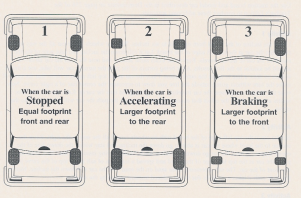 1
When the car is
Stopped
Equal footprint
front and rear
2
When the car is
Accelerating
Larger footprint
to the rear
3
When the car is
Braking
Larger footprint
to the front